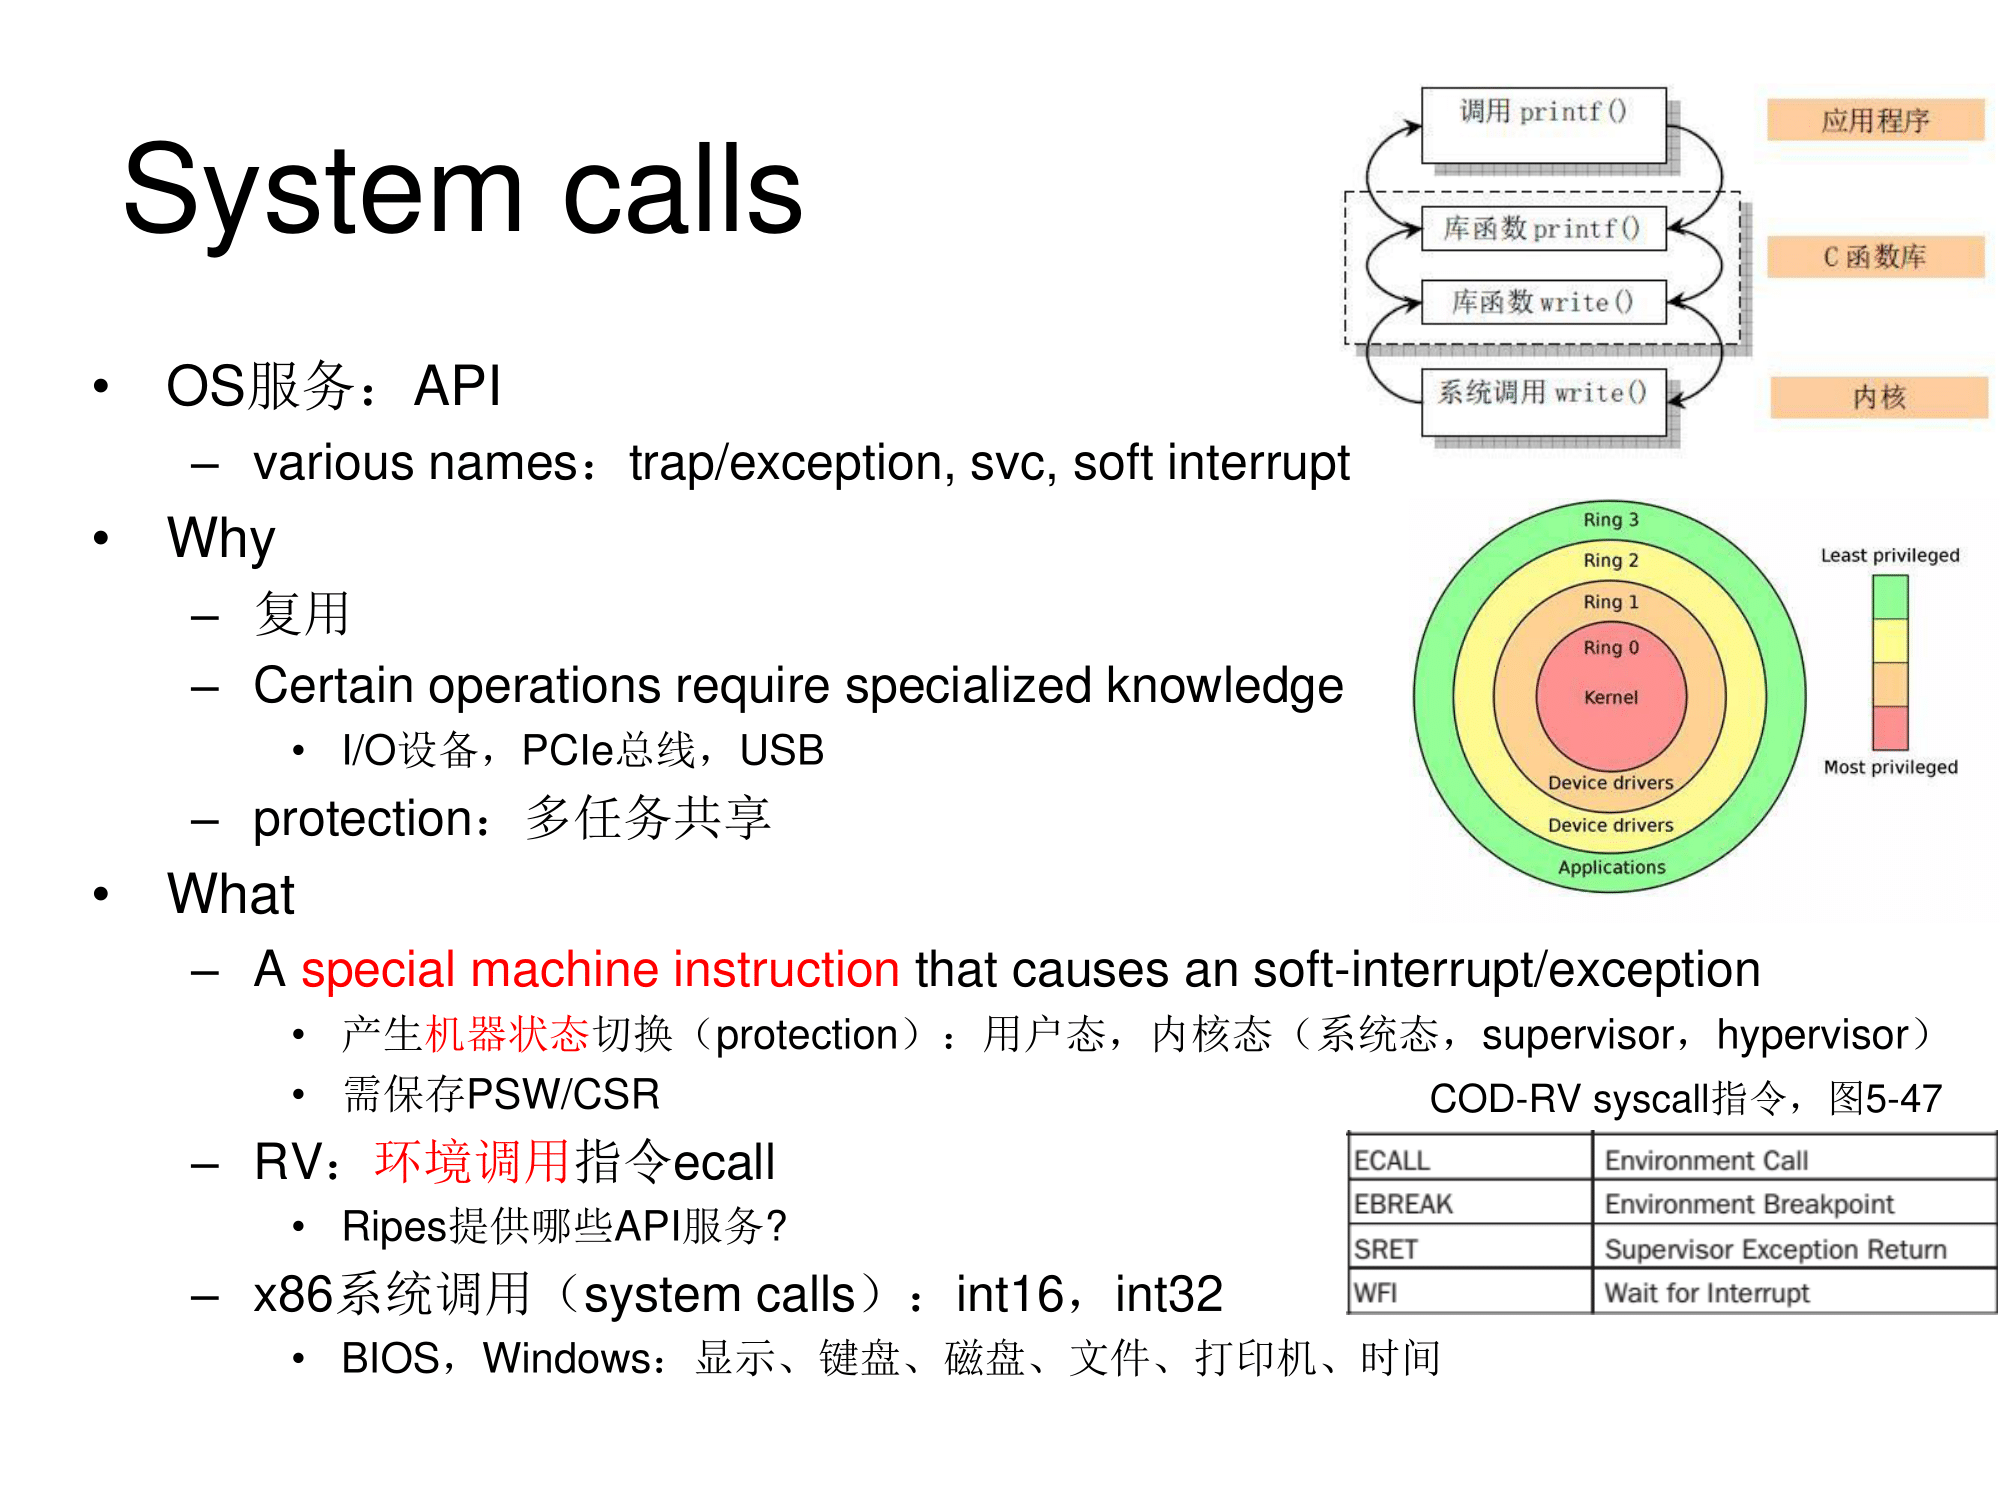 System calls
• OS服务：API
– various names：trap/exception, svc, soft interrupt
• Why
– 复用
– Certain operations require specialized knowledge
• I/O设备，PCIe总线，USB
– protection：多任务共享
• What
– A special machine instruction that causes an soft-interrupt/exception
• 产生机器状态切换（protection）：用户态，内核态（系统态，supervisor，hypervisor）
• 需保存PSW/CSR
– RV：环境调用指令ecall
• Ripes提供哪些API服务?
– x86系统调用（system calls）：int16，int32
• BIOS，Windows：显示、键盘、磁盘、文件、打印机、时间
调用 printf()
应用程序
库函数 printf()
C 函数库
库函数 write()
系统调用 write()
内核
Ring 3
Ring 2
Ring 1
Ring 0
Kernel
Device drivers
Device drivers
Applications
Least privileged
Most privileged
COD-RV syscall指令，图5-47
ECALL Environment Call
EBREAK Environment Breakpoint
SRET Supervisor Exception Return
WFI Wait for Interrupt